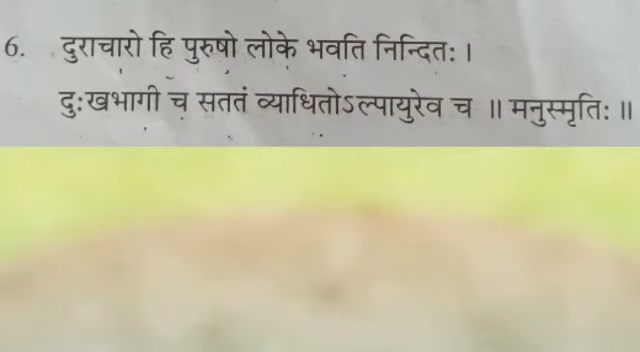 6. दुराचारो हि पुरुषो लोके भवति निन्दितः ।
दुःखभागी च सततं व्याधितोऽल्पायुरेव च ॥ मनुस्मृतिः ॥